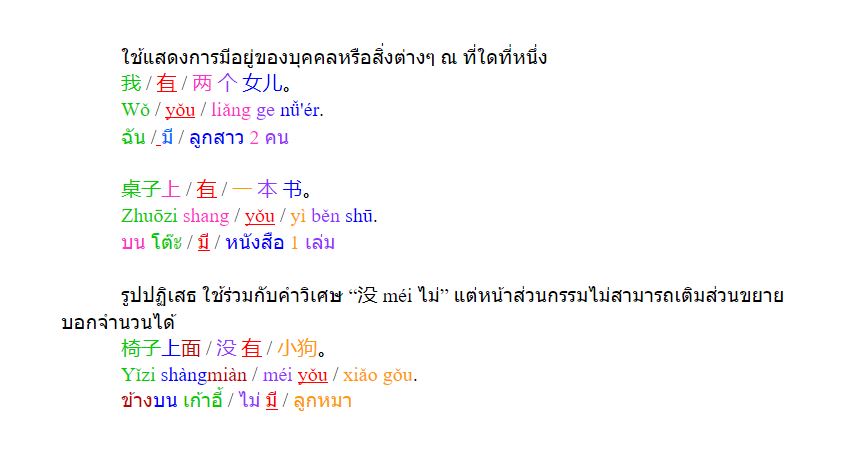 ใช้แสดงการมีอยู่ของบุคคลหรือสิ่งต่างๆ ณ ที่ใดที่หนึ่ง
我 / 有 / 两 个 女儿。
Wǒ / yǒu / liǎng ge nǚ'ér.
ฉัน / มี / ลูกสาว 2 คน
桌子上 / 有 / 一 本 书。
Zhuōzi shang / yǒu / yì běn shū.
บน โต๊ะ / มี / หนังสือ 1 เล่ม
รูปปฏิเสธ ใช้ร่วมกับคำวิเศษ “没 méi ไม่” แต่หน้าส่วนกรรมไม่สามารถเติมส่วนขยาย
บอกจำนวนได้
椅子上面 / 没 有 / 小狗。
Yǐzi shàngmiàn / méi yǒu / xiǎo gǒu.
ข้างบน เก้าอี้ / ไม่ มี / ลูกหมา